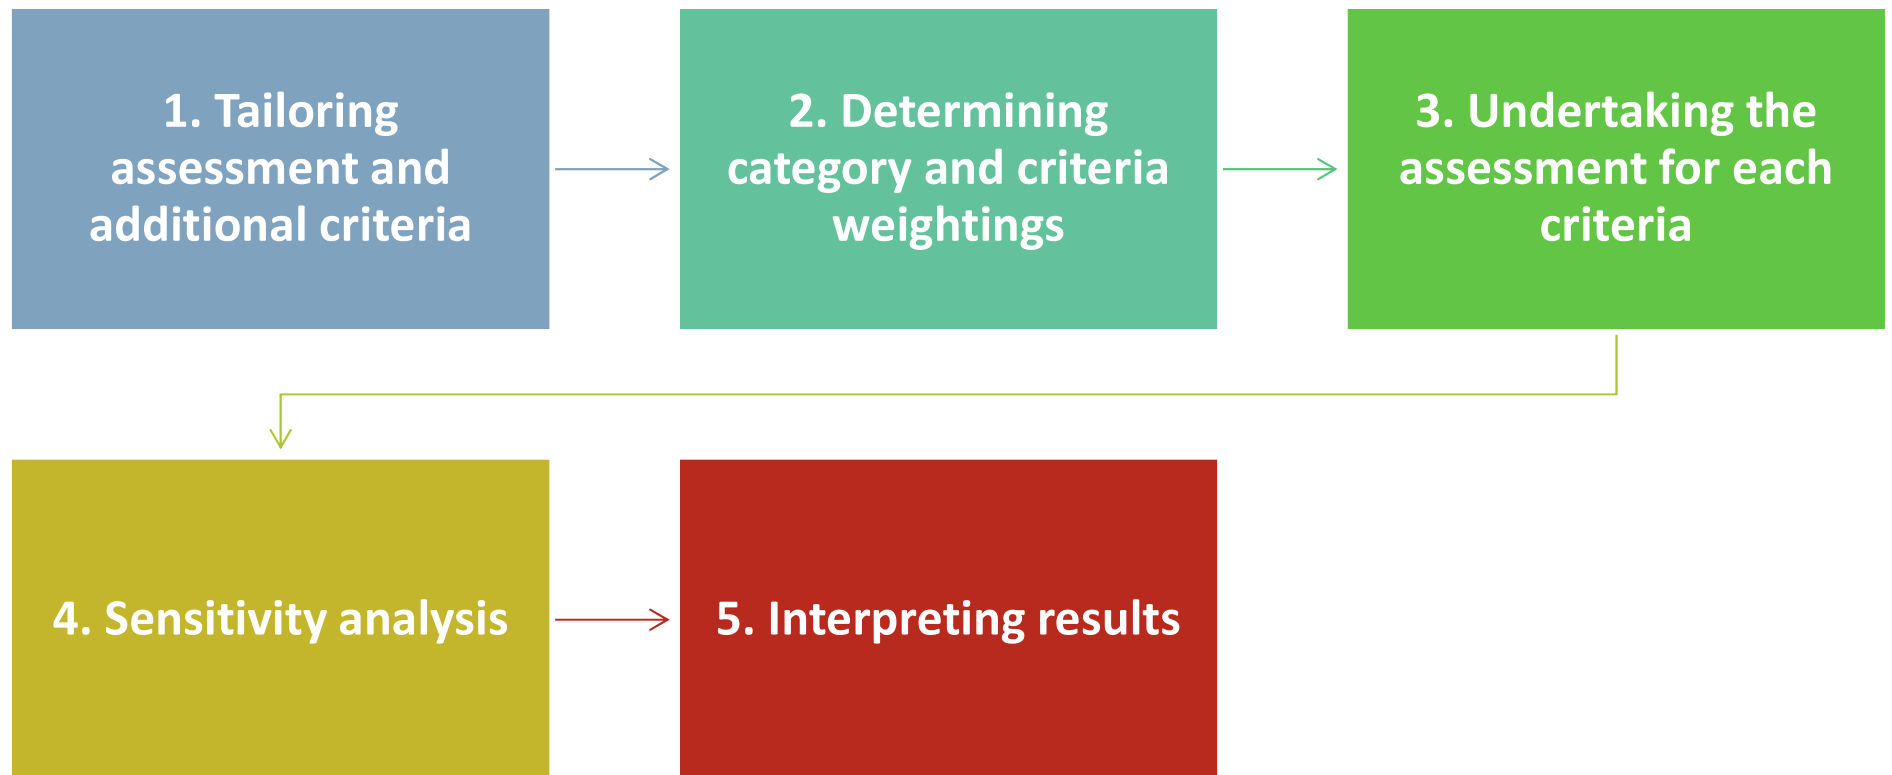 1. Tailoring
assessment and
additional criteria
2. Determining
category and criteria
weightings
3. Undertaking the
assessment for each
criteria
4. Sensitivity analysis
5. Interpreting results